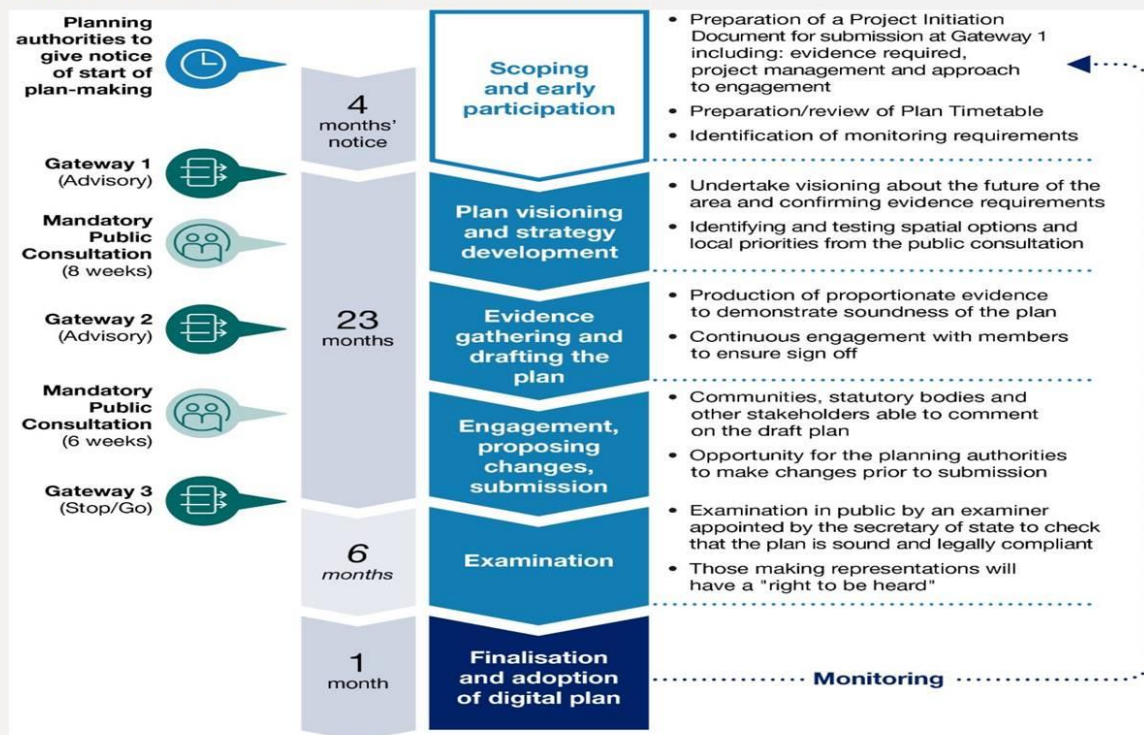 Planning
authorities to
give notice
of start of
plan-making
Gateway 1
(Advisory)
Mandatory
Public
Consultation
(8 weeks)
Gateway 2
(Advisory)
Mandatory
Public
Consultation
(6 weeks)
Gateway 3
(Stop/Go)
4
months'
notice
23
months
6
months
1
month
Scoping
and early
participation
Plan visioning
and strategy
development
Evidence
gathering and
drafting the
plan
Engagement,
proposing
changes,
submission
Examination
Finalisation
and adoption
of digital plan
• Preparation of a Project Initiation
Document for submission at Gateway 1
including: evidence required,
project management and approach
to engagement
• Preparation/review of Plan Timetable
• Identification of monitoring requirements
• Undertake visioning about the future of the
area and confirming evidence requirements
• Identifying and testing spatial options and
local priorities from the public consultation
• Production of proportionate evidence
to demonstrate soundness of the plan
• Continuous engagement with members
to ensure sign off
• Communities, statutory bodies and
other stakeholders able to comment
on the draft plan
• Opportunity for the planning authorities
to make changes prior to submission
• Examination in public by an examiner
appointed by the secretary of state to check
that the plan is sound and legally compliant
• Those making representations will
have a "right to be heard"
Monitoring